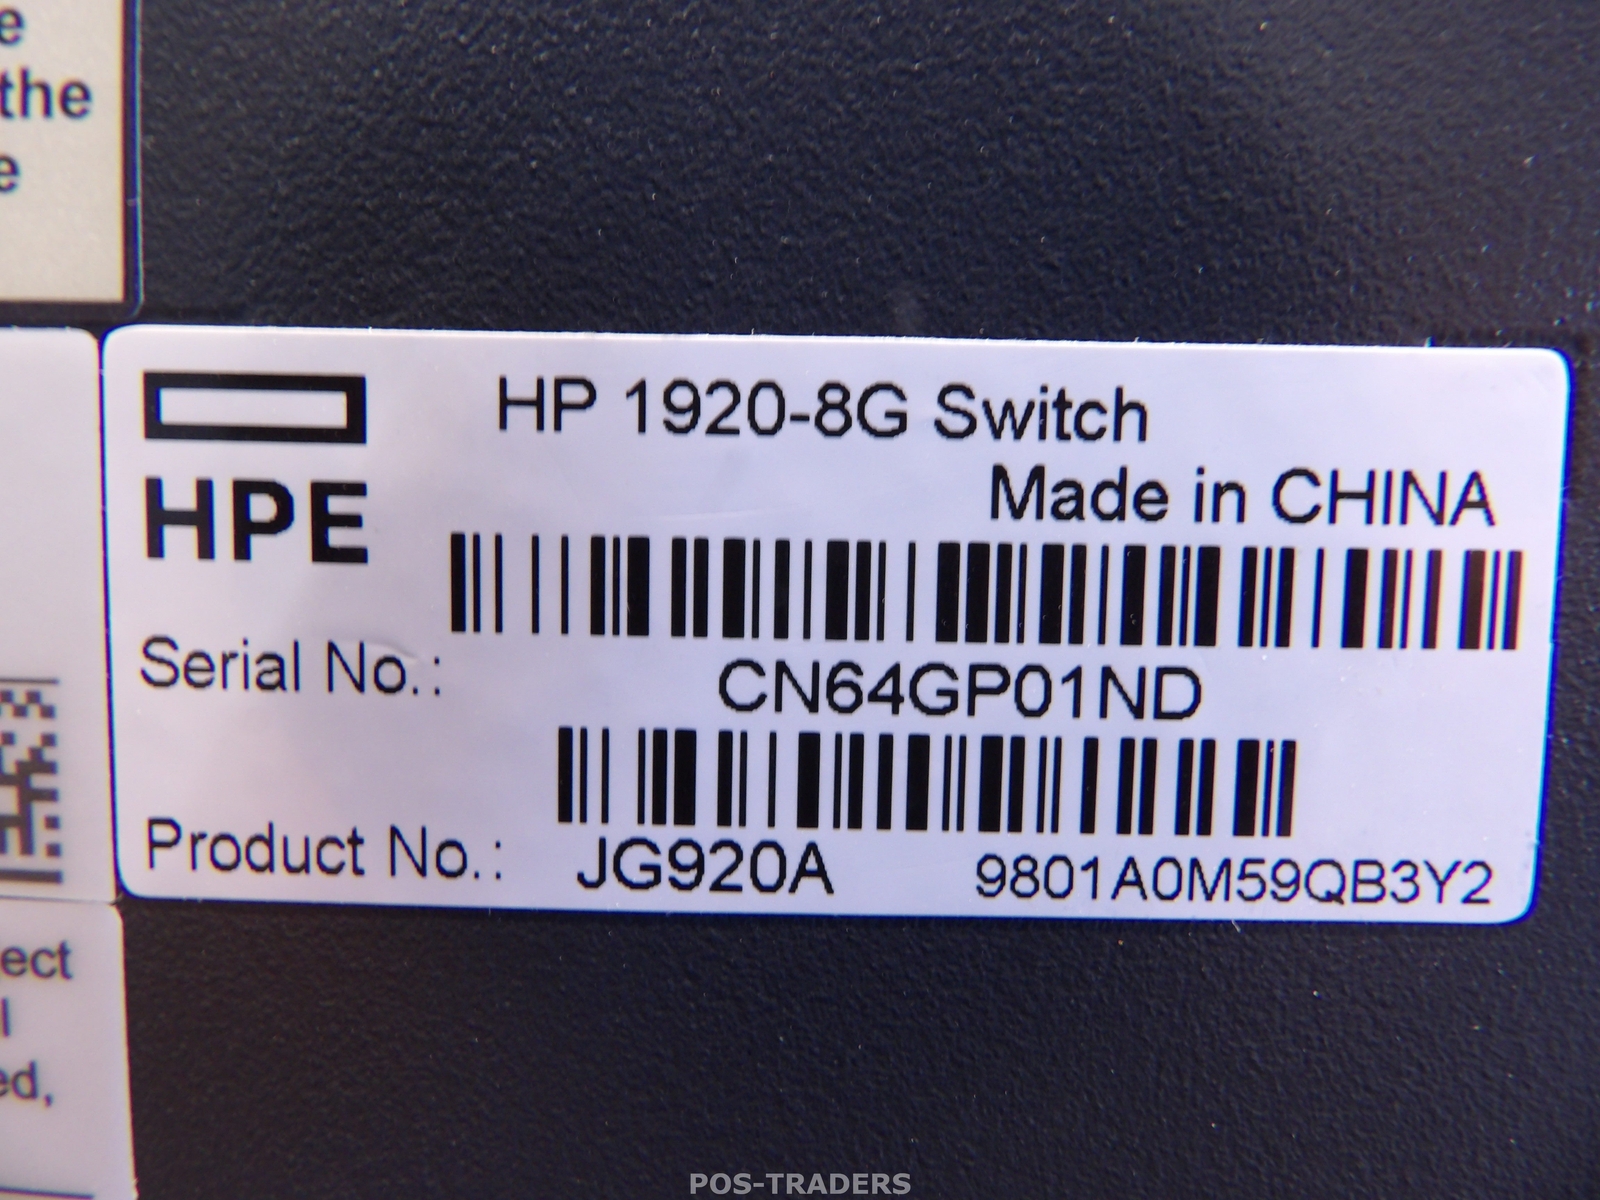 e
the
e
HP 1920-8G Switch
Made in CHINA
HPE
Serial No.: CN64GP01ND
Product No.: JG920A 9801A0M59QB3Y2
ect
l
ed,
POS-TRADERS